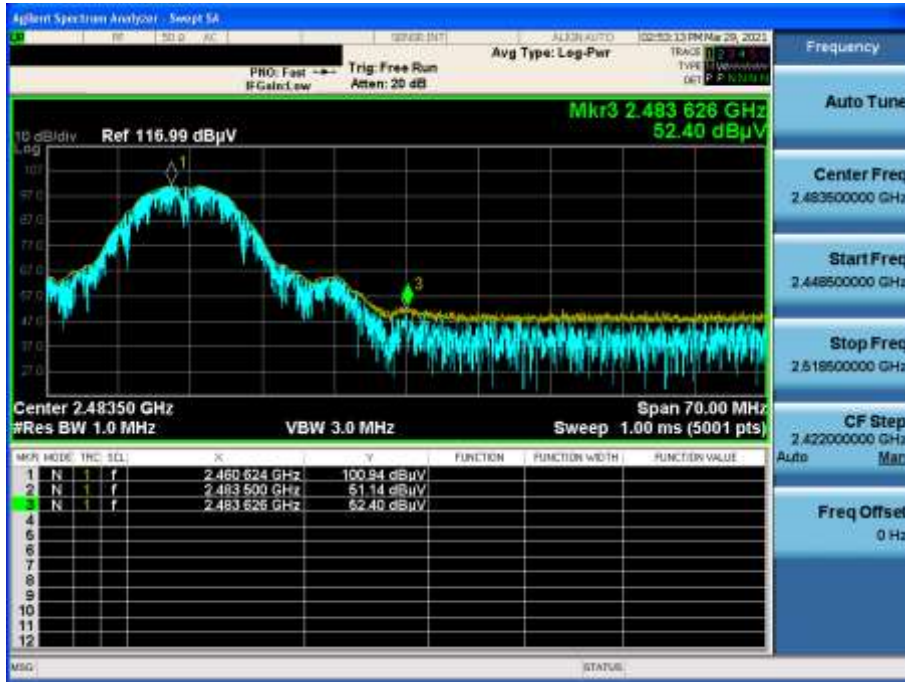 Agilent Spectrum Analyzer - Swept SA
RF 50 Ω AC SENSE:INT ALIGN AUTO 02:53:13 PM Mar 29, 2021
Frequency
Avg Type: Log-Pwr
TRACE
TYPE
DET P P N N N N
PNO: Fast
IFGain:Low
Trig: Free Run
Atten: 20 dB
Auto Tune
Mkr3 2.483 626 GHz
52.40 dBµV
10 dB/div Ref 116.99 dBµV
Log
107
97.0
87.0
77.0
67.0
57.0
47.0
37.0
27.0
1
3
Center Freq
2.483500000 GHz
Start Freq
2.448500000 GHz
Stop Freq
2.518500000 GHz
Center 2.48350 GHz
Span 70.00 MHz
#Res BW 1.0 MHz
VBW 3.0 MHz
Sweep 1.00 ms (5001 pts)
CF Step
2.422000000 GHz
Auto Man
MKR MODE TRC SCL X Y FUNCTION FUNCTION WIDTH FUNCTION VALUE
1 N 1 f 2.460 624 GHz 100.94 dBµV
2 N 1 f 2.483 500 GHz 51.14 dBµV
3 N 1 f 2.483 626 GHz 52.40 dBµV
4
5
6
7
8
9
10
11
12
Freq Offset
0 Hz
MSG
STATUS